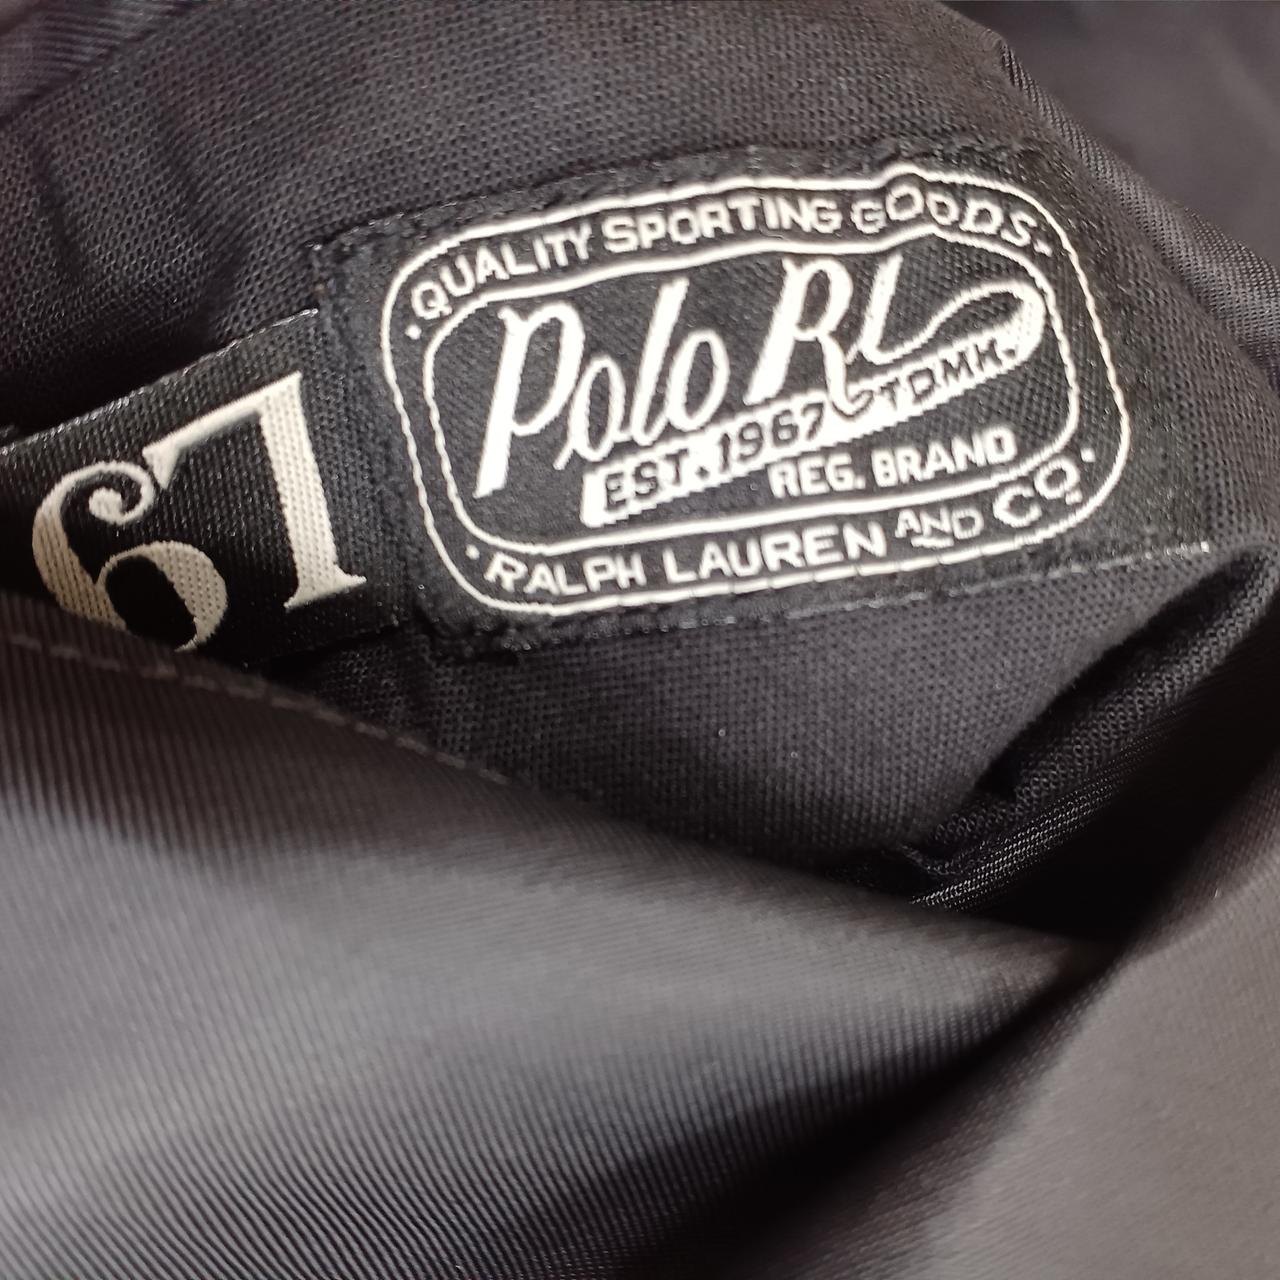 QUALITY SPORTING GOODS
Polo RL
EST. 1967 TDMK.
REG. BRAND
RALPH LAUREN AND CO.
67